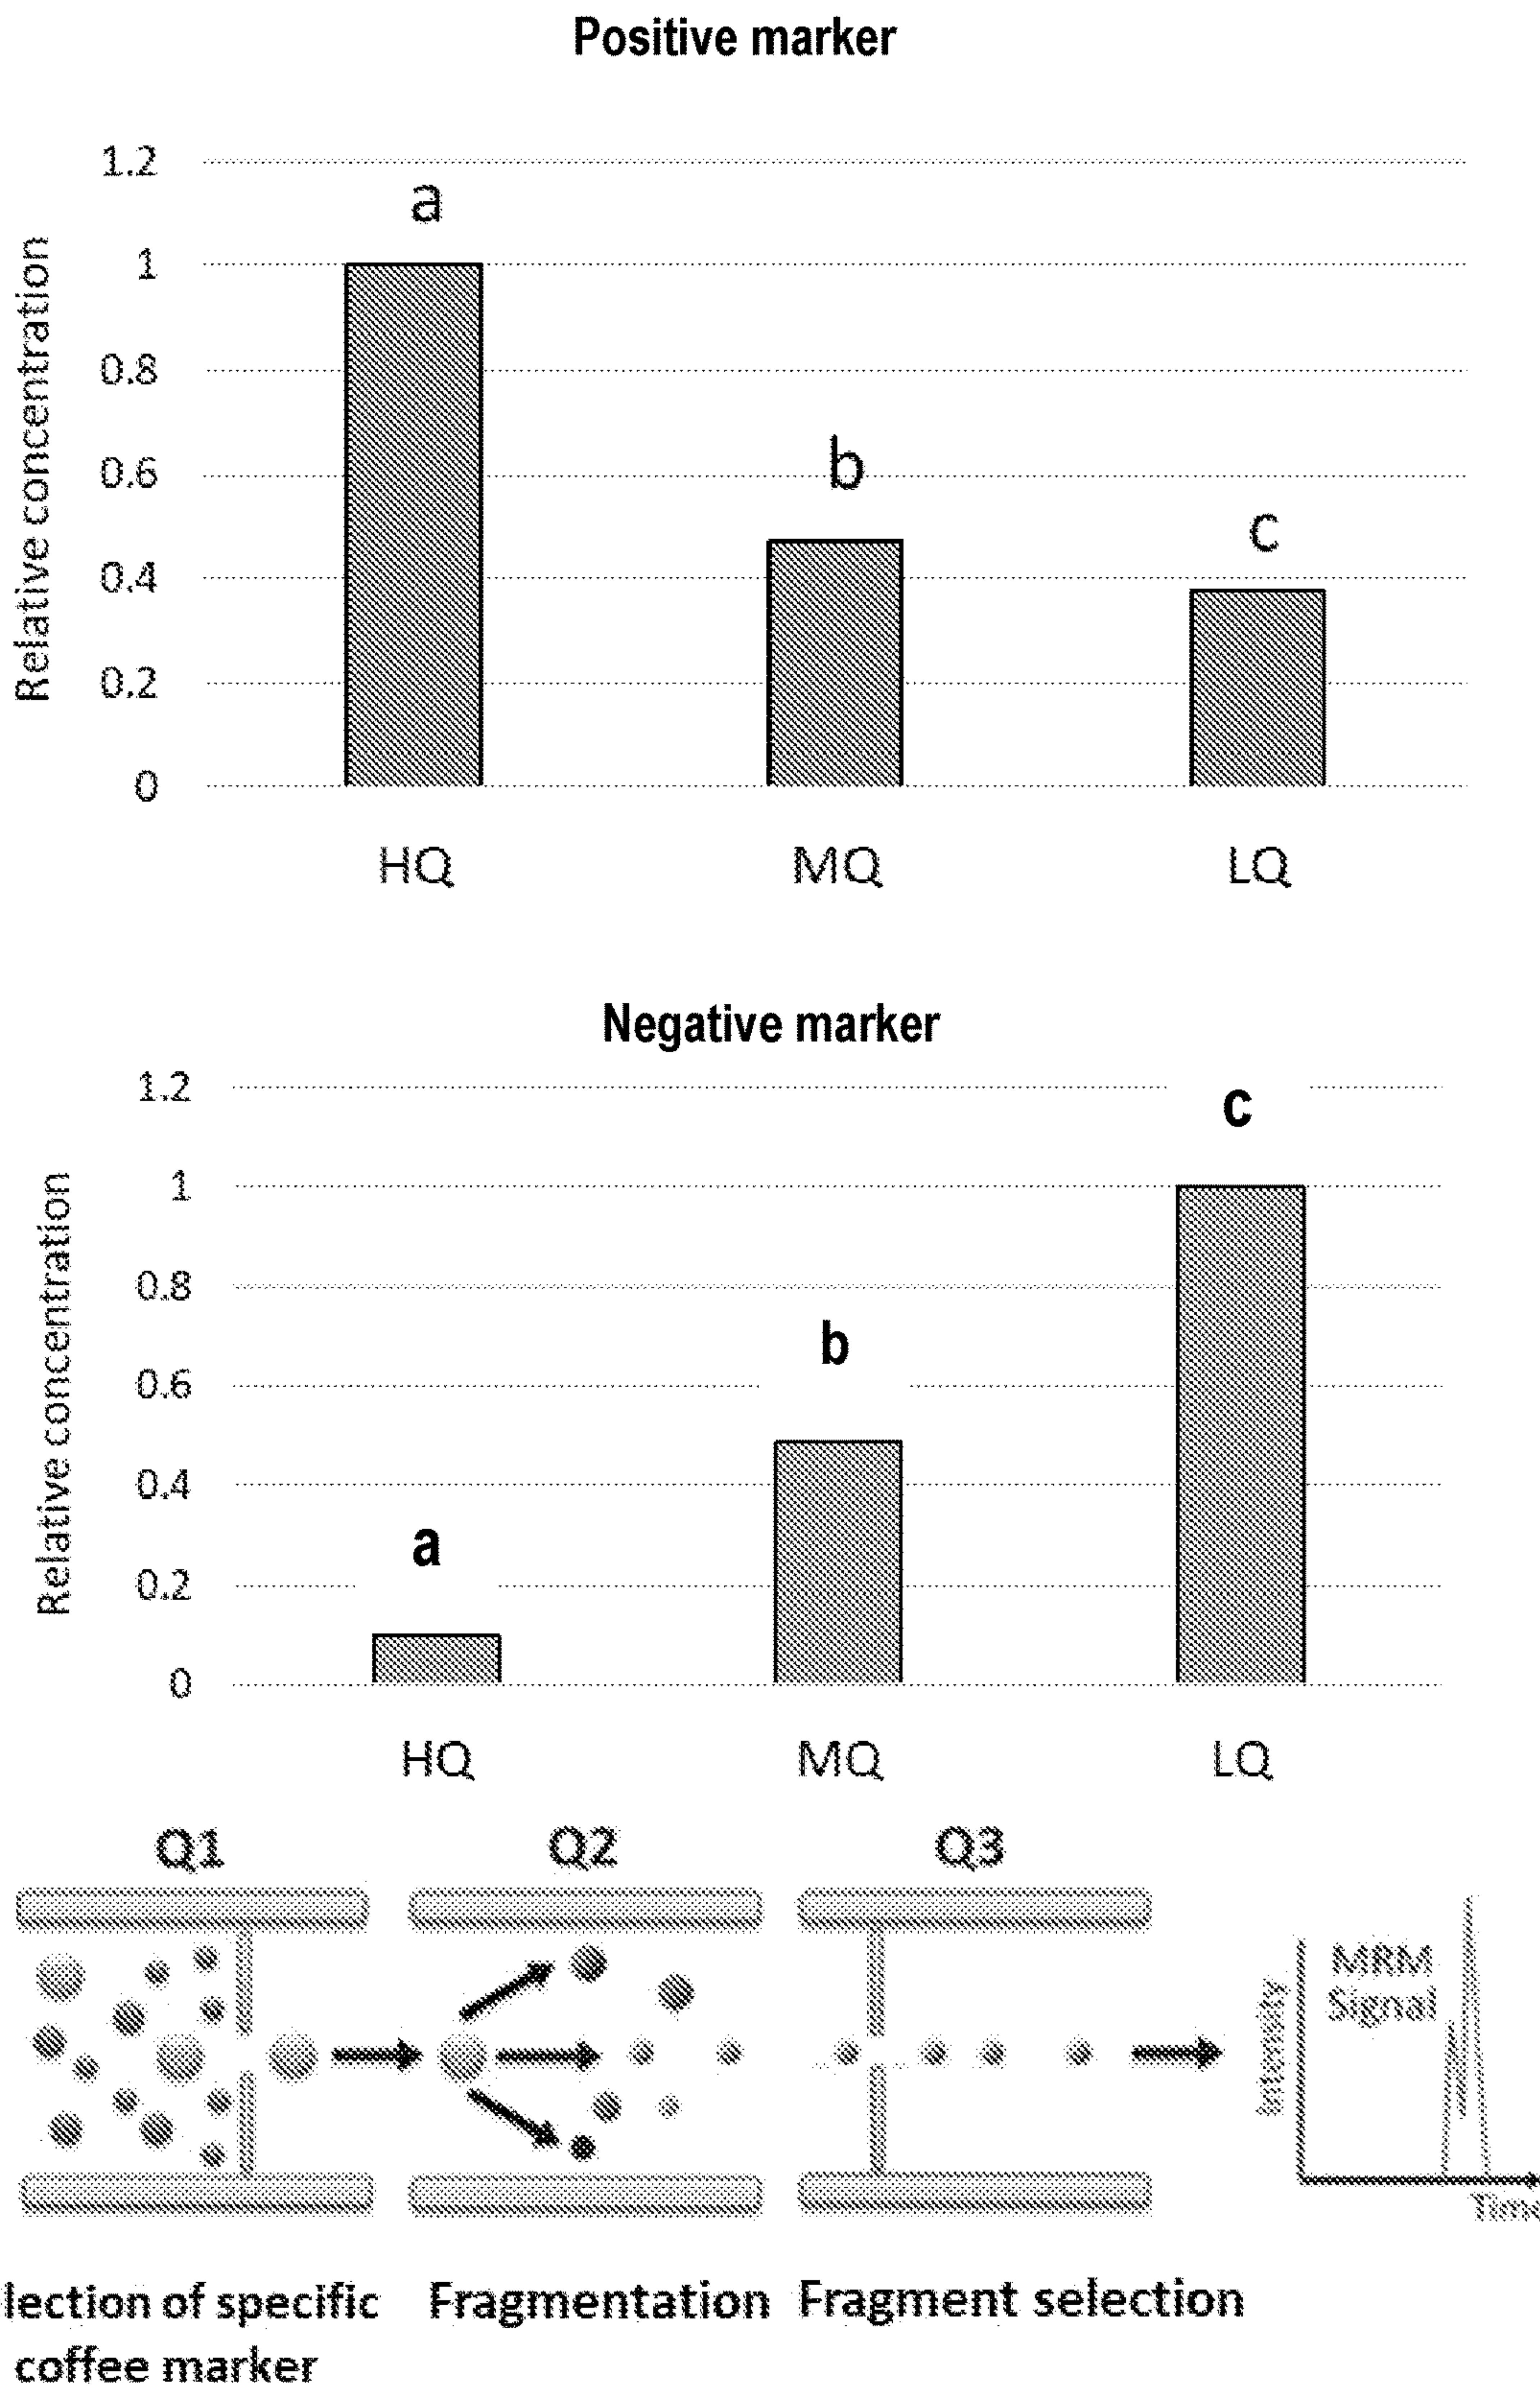 Positive marker
1.2
a
1
0.8
b
0.6
c
0.4
0.2
0
Relative concentration
HQ MQ LQ
Negative marker
1.2
c
1
0.8
b
0.6
0.4
a
0.2
0
Relative concentration
HQ MQ LQ
Q1 Q2 Q3
MRM
Signal
Intensity
Time
lection of specific
coffee marker
Fragmentation
Fragment selection